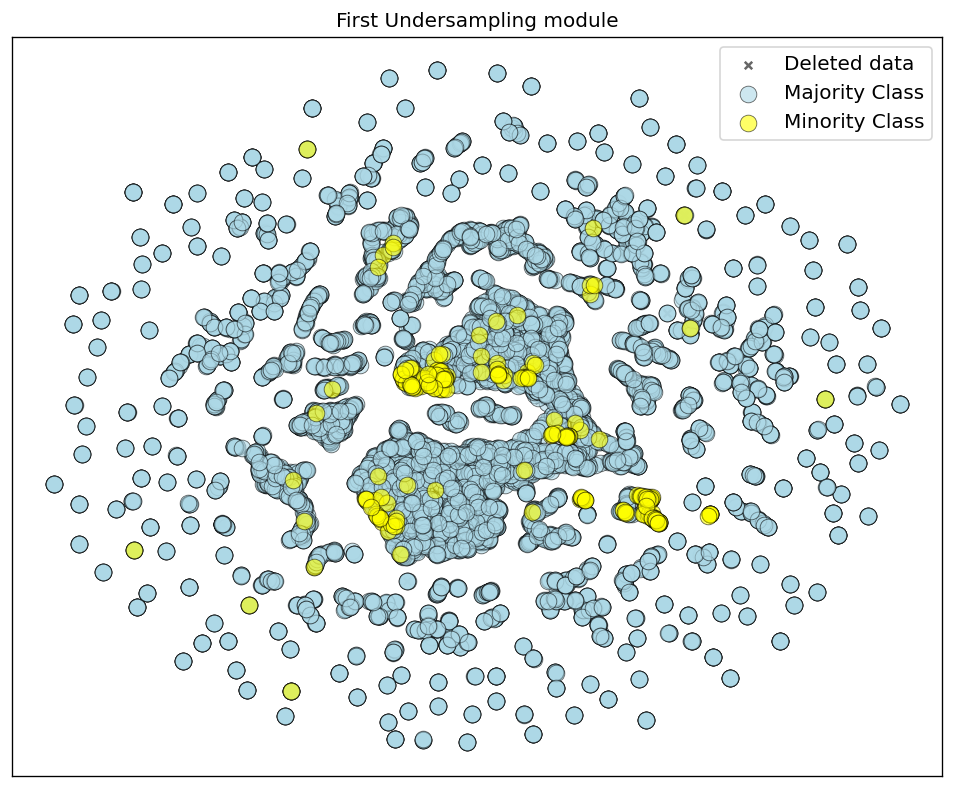 First Undersampling module
Deleted data
Majority Class
Minority Class